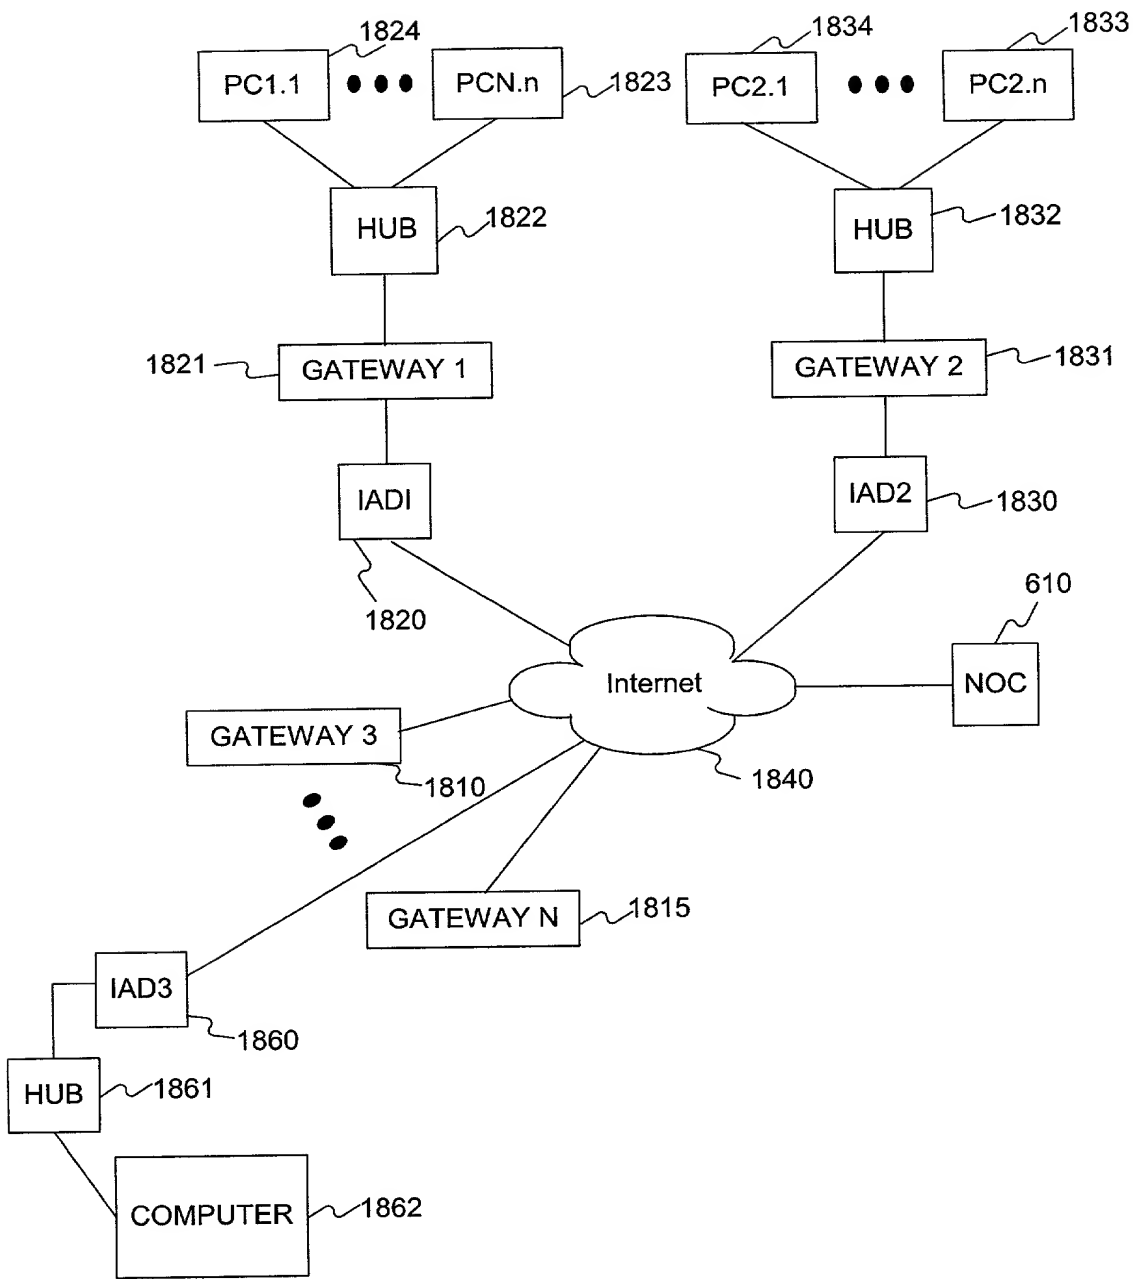 1824
1834
1833
PC1.1
PCN.n
1823
PC2.1
PC2.n
HUB
1822
HUB
1832
1821
GATEWAY 1
GATEWAY 2
1831
IADI
IAD2
1830
1820
610
Internet
NOC
GATEWAY 3
1810
1840
GATEWAY N
1815
IAD3
1860
HUB
1861
COMPUTER
1862